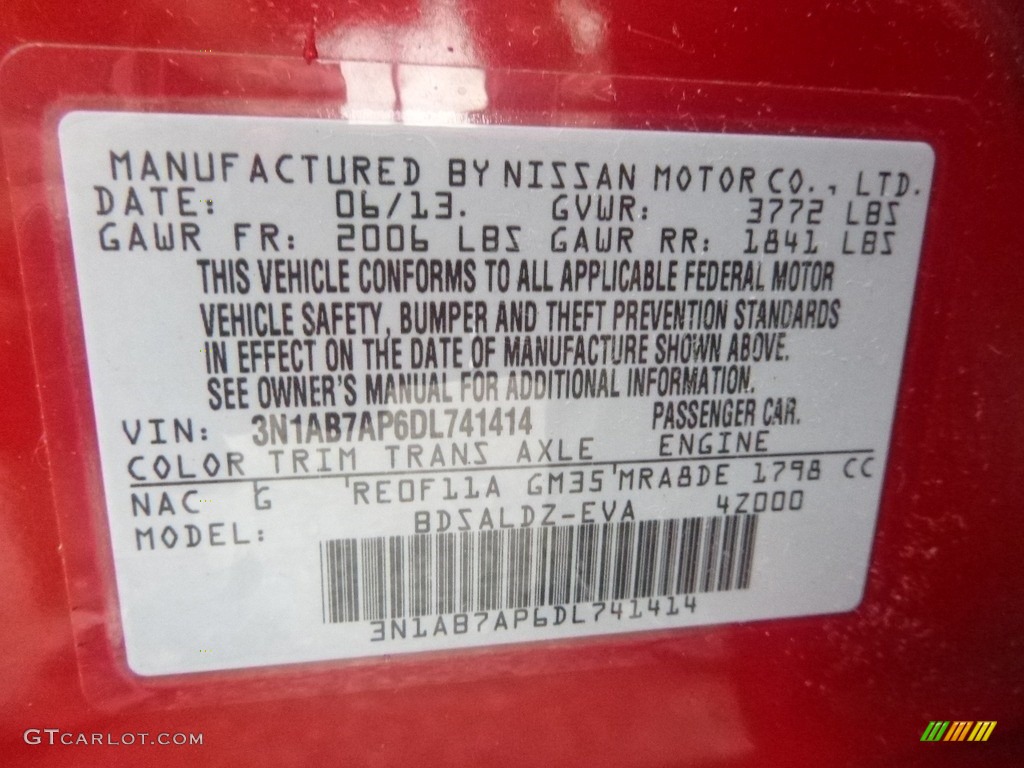 MANUFACTURED BY NISSAN MOTOR CO., LTD.
DATE: 06/13. GVWR: 3772 LBS
GAWR FR: 2006 LBS GAWR RR: 1841 LBS
THIS VEHICLE CONFORMS TO ALL APPLICABLE FEDERAL MOTOR
VEHICLE SAFETY, BUMPER AND THEFT PREVENTION STANDARDS
IN EFFECT ON THE DATE OF MANUFACTURE SHOWN ABOVE.
SEE OWNER'S MANUAL FOR ADDITIONAL INFORMATION.
VIN: 3N1AB7AP6DL741414 PASSENGER CAR.
COLOR TRIM TRANS AXLE ENGINE
NAC G RE0F11A GM35 MRA8DE 1798 CC
MODEL: BDSALDZ-EVA 4Z000
3N1AB7AP6DL741414
GTCARLOT.COM